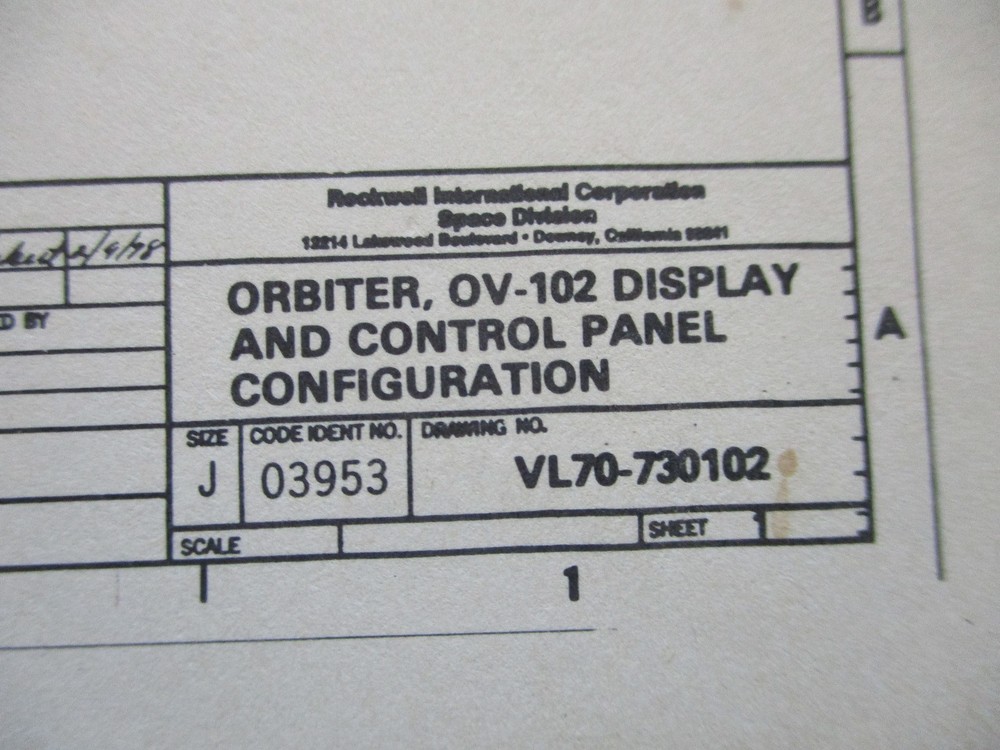 B
Rockwell International Corporation
Space Division
12214 Lakewood Boulevard • Downey, California 90241
/78
ORBITER, OV-102 DISPLAY
AND CONTROL PANEL
CONFIGURATION
A
D BY
SIZE CODE IDENT NO. DRAWING NO.
J 03953 VL70-730102
SCALE SHEET
1